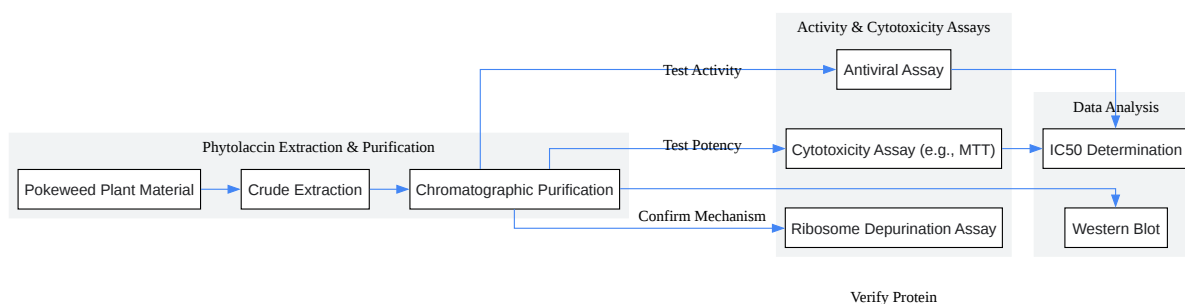 Activity & Cytotoxicity Assays
Test Activity
Antiviral Assay
Data Analysis
Phytolaccin Extraction & Purification
Test Potency
Cytotoxicity Assay (e.g., MTT)
IC50 Determination
Pokeweed Plant Material
Crude Extraction
Chromatographic Purification
Confirm Mechanism
Ribosome Depurination Assay
Western Blot
Verify Protein